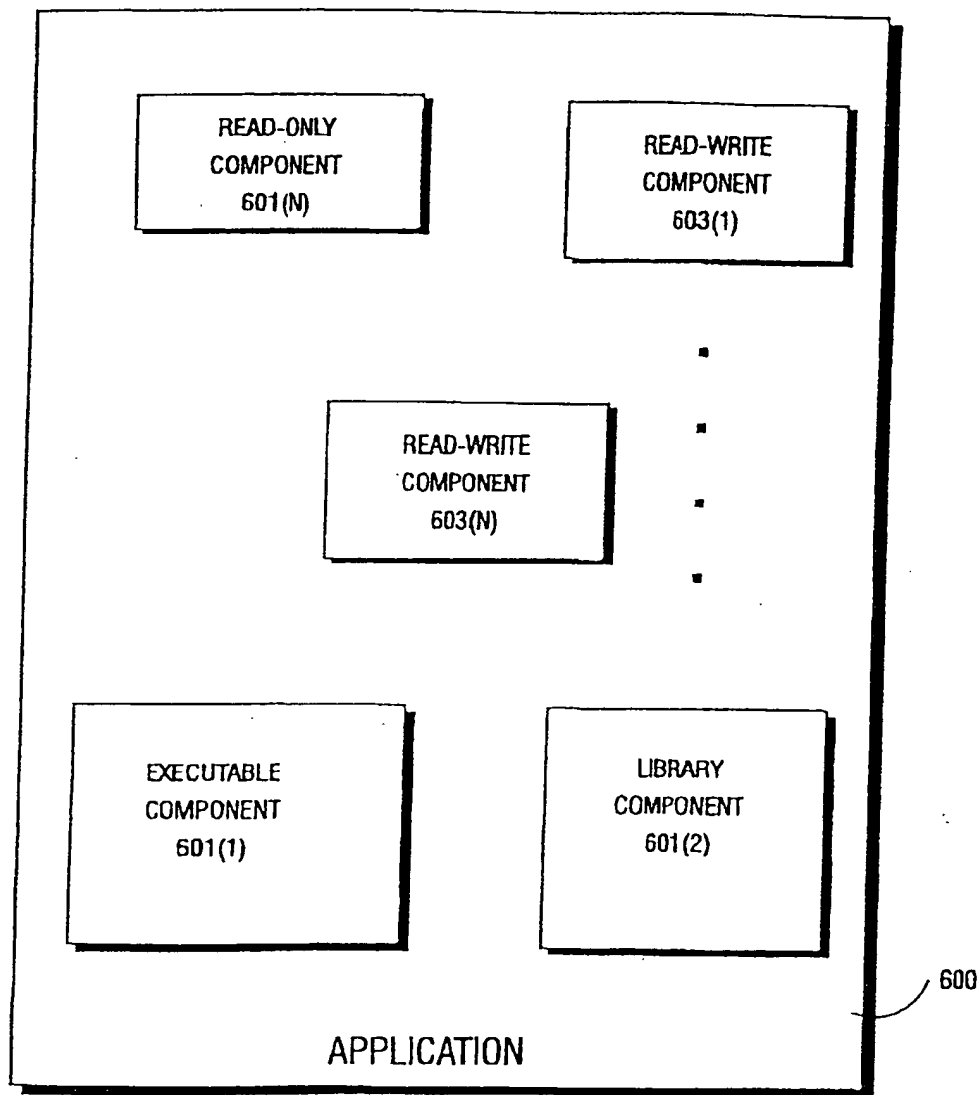 READ-ONLY
COMPONENT
601(N)
READ-WRITE
COMPONENT
603(1)
READ-WRITE
COMPONENT
603(N)
EXECUTABLE
COMPONENT
601(1)
LIBRARY
COMPONENT
601(2)
600
APPLICATION